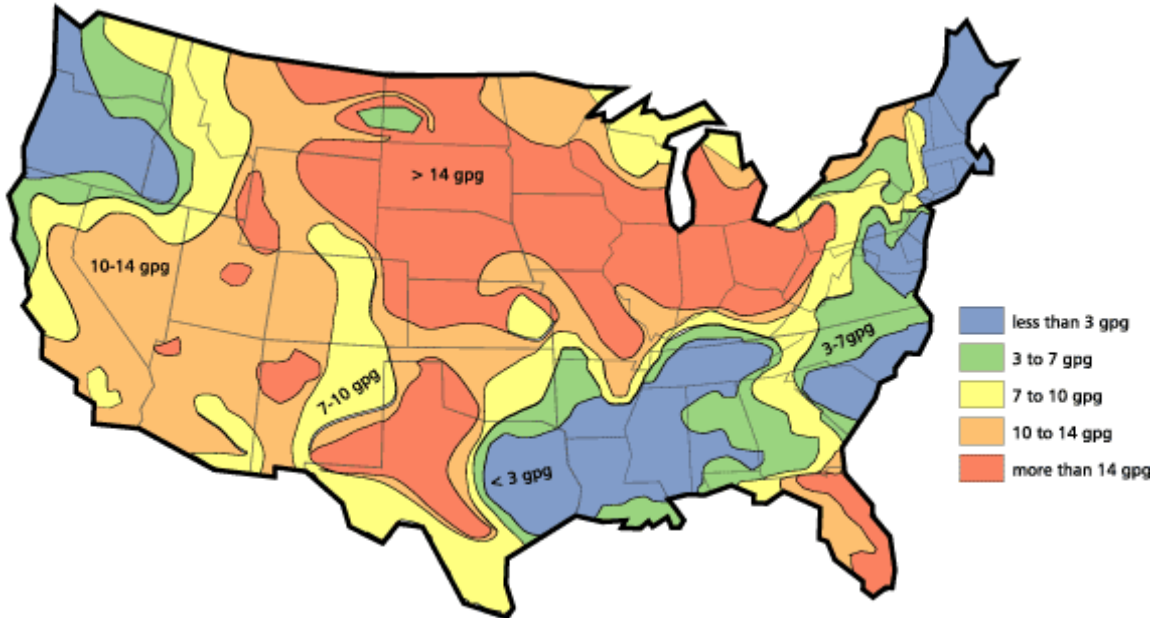 > 14 gpg
10-14 gpg
7-10 gpg
3-7gpg
< 3 gpg
less than 3 gpg
3 to 7 gpg
7 to 10 gpg
10 to 14 gpg
more than 14 gpg